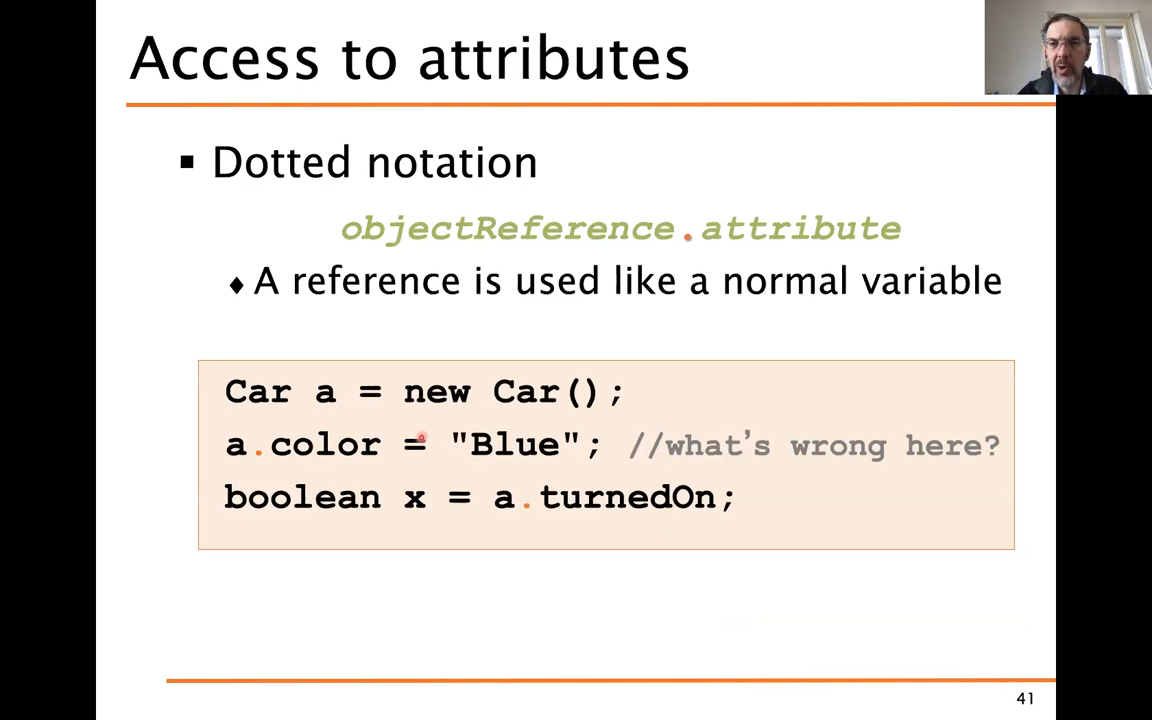 Access to attributes
▪ Dotted notation
objectReference.attribute
♦ A reference is used like a normal variable
Car a = new Car();
a.color = "Blue"; //what’s wrong here?
boolean x = a.turnedOn;
41